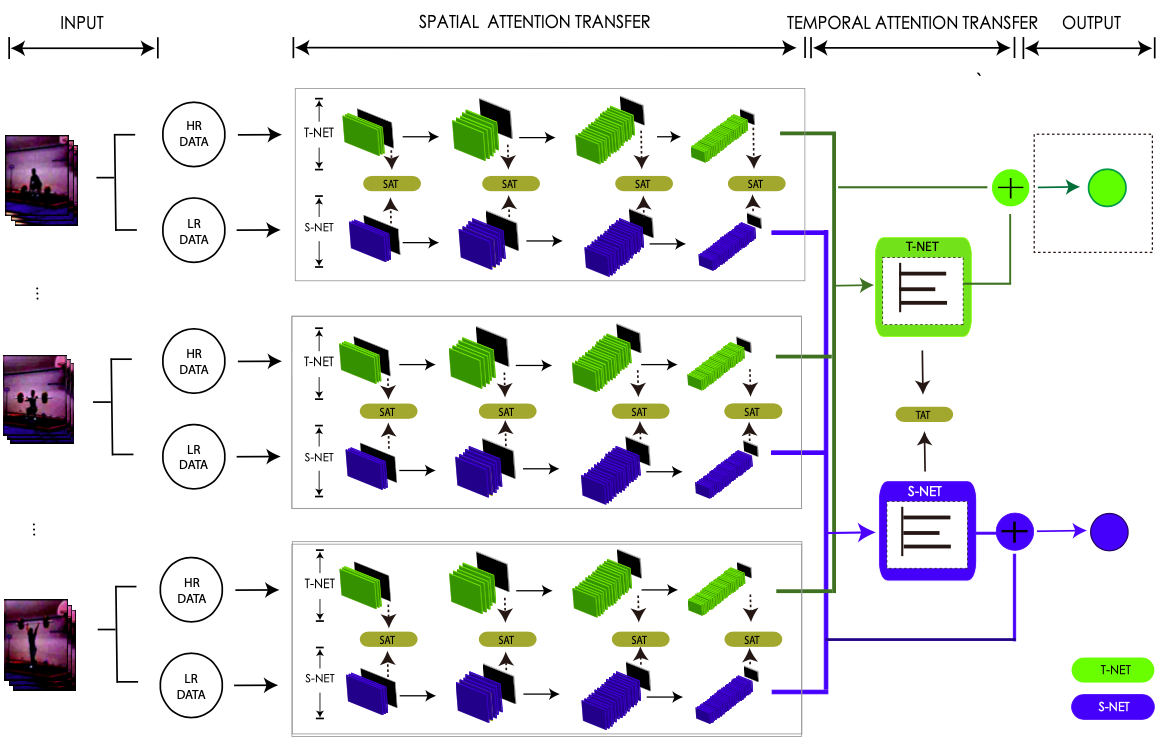 INPUT
SPATIAL ATTENTION TRANSFER
TEMPORAL ATTENTION TRANSFER
OUTPUT
HR
DATA
LR
DATA
T-NET
SAT
SAT
SAT
SAT
S-NET
...
HR
DATA
LR
DATA
T-NET
SAT
SAT
SAT
SAT
S-NET
...
HR
DATA
LR
DATA
T-NET
SAT
SAT
SAT
SAT
S-NET
T-NET
TAT
S-NET
T-NET
S-NET